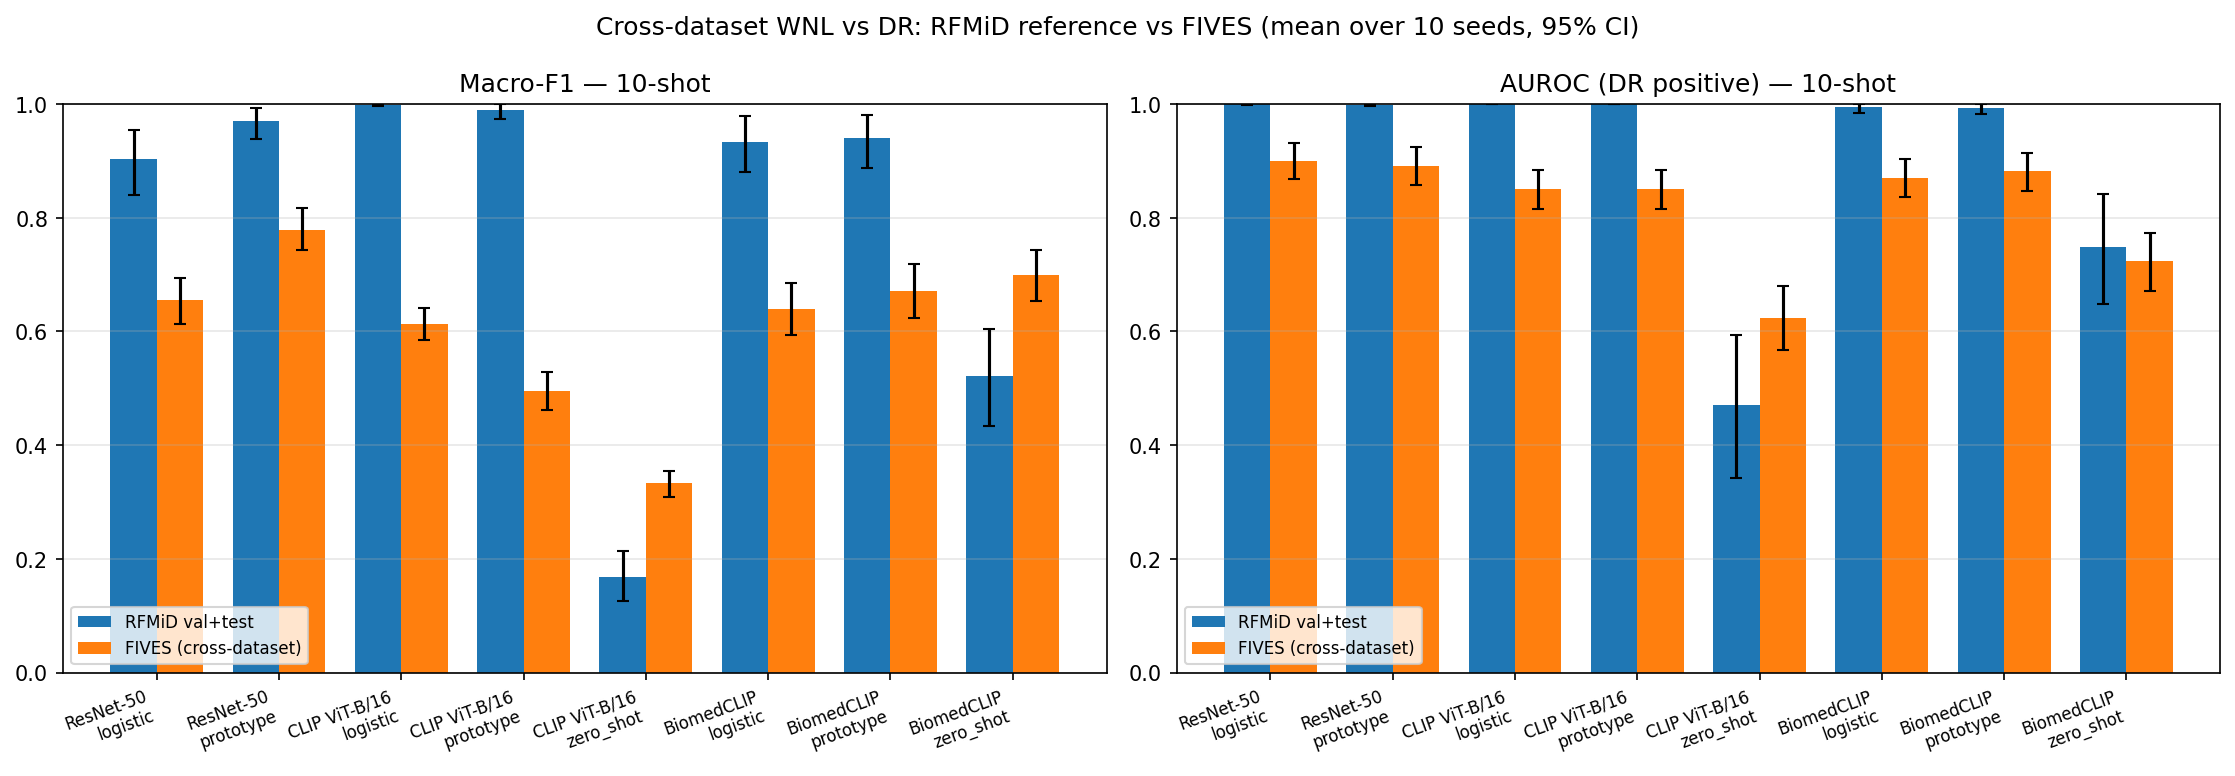 Cross-dataset WNL vs DR: RFMiD reference vs FIVES (mean over 10 seeds, 95% CI)
Macro-F1 — 10-shot
1.0
0.8
0.6
0.4
0.2
0.0
RFMiD val+test
FIVES (cross-dataset)
ResNet-50
logistic
ResNet-50
prototype
CLIP ViT-B/16
logistic
CLIP ViT-B/16
prototype
CLIP ViT-B/16
zero_shot
BiomedCLIP
logistic
BiomedCLIP
prototype
BiomedCLIP
zero_shot
AUROC (DR positive) — 10-shot
1.0
0.8
0.6
0.4
0.2
0.0
RFMiD val+test
FIVES (cross-dataset)
ResNet-50
logistic
ResNet-50
prototype
CLIP ViT-B/16
logistic
CLIP ViT-B/16
prototype
CLIP ViT-B/16
zero_shot
BiomedCLIP
logistic
BiomedCLIP
prototype
BiomedCLIP
zero_shot